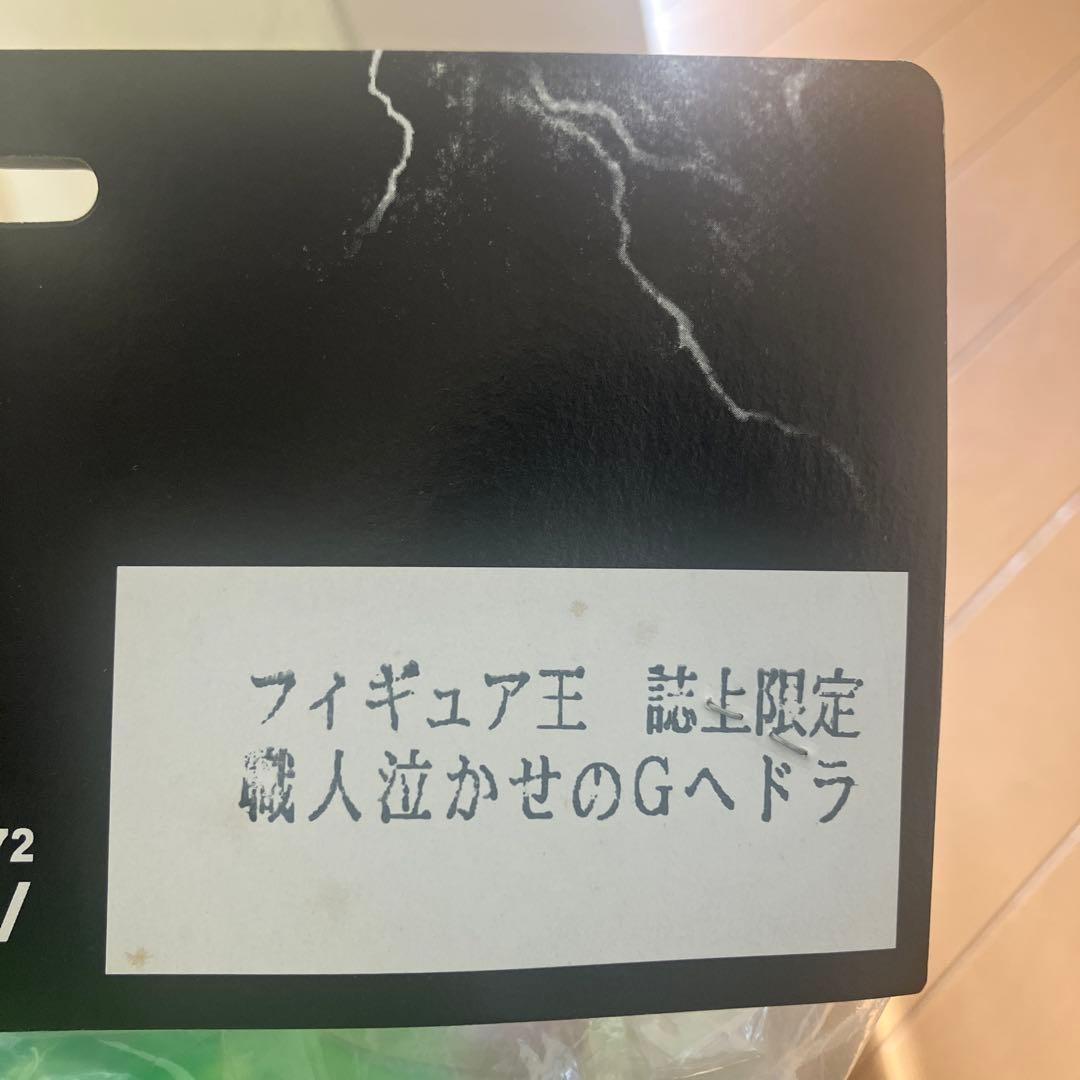 フィギュア王　誌上限定
職人泣かせのGヘドラ
72